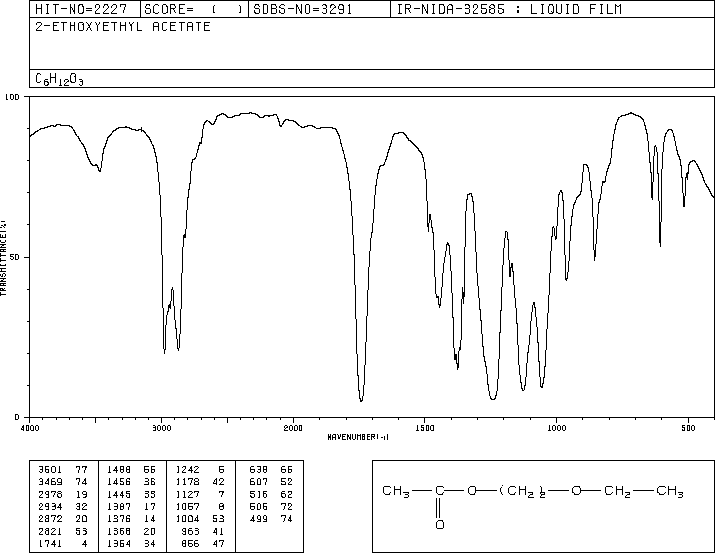 HIT-NO=2227 SCORE= ( ) SDBS-NO=3291 IR-NIDA-32585 : LIQUID FILM
2-ETHOXYETHYL ACETATE
C6H12O3
100
50
0
TRANSMITTANCE(%)
4000 3000 2000 1500 1000 500
WAVENUMBER(-1)
3601 77 1488 66 1242 5 638 66
3469 74 1456 36 1178 42 607 52
2978 19 1445 35 1127 7 516 62
2934 32 1387 17 1057 8 506 72
2872 20 1376 14 1004 53 499 74
2821 53 1368 20 963 41
1741 4 1354 34 856 47
CH3 C O (CH2)2 O CH2 CH3
O